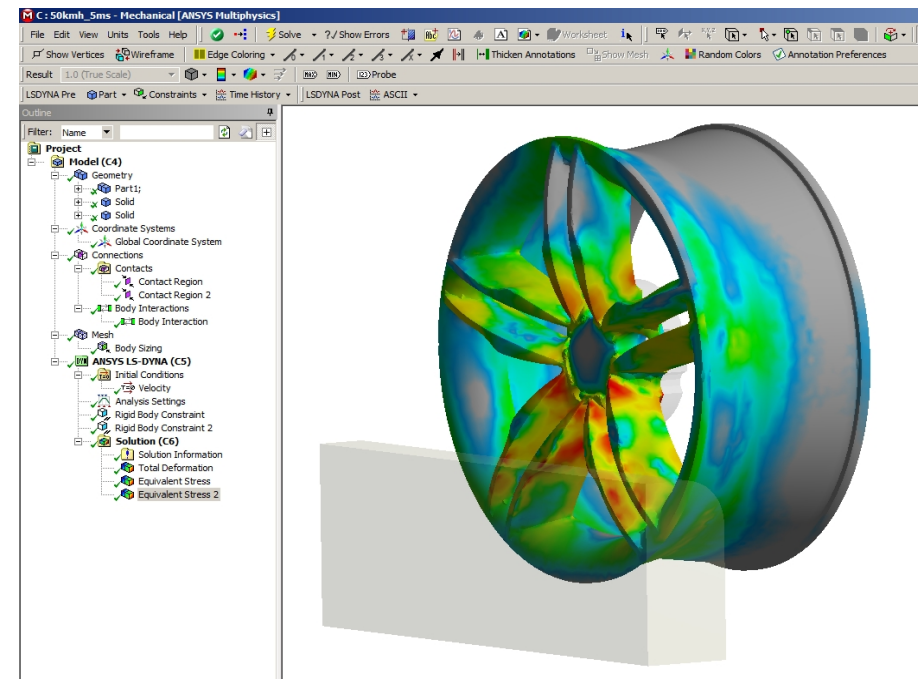 C : 50kmh_5ms - Mechanical [ANSYS Multiphysics]
File Edit View Units Tools Help Solve ?/ Show Errors Worksheet
Show Vertices Wireframe Edge Coloring Thicken Annotations Show Mesh Random Colors Annotation Preferences
Result 1.0 (True Scale) MAX MIN Probe
LSDYNA Pre Part Constraints Time History LSDYNA Post ASCII
Outline
Filter: Name
Project
Model (C4)
Geometry
Part1;
Solid
Solid
Coordinate Systems
Global Coordinate System
Connections
Contacts
Contact Region
Contact Region 2
Body Interactions
Body Interaction
Mesh
Body Sizing
ANSYS LS-DYNA (C5)
Initial Conditions
Velocity
Analysis Settings
Rigid Body Constraint
Rigid Body Constraint 2
Solution (C6)
Solution Information
Total Deformation
Equivalent Stress
Equivalent Stress 2